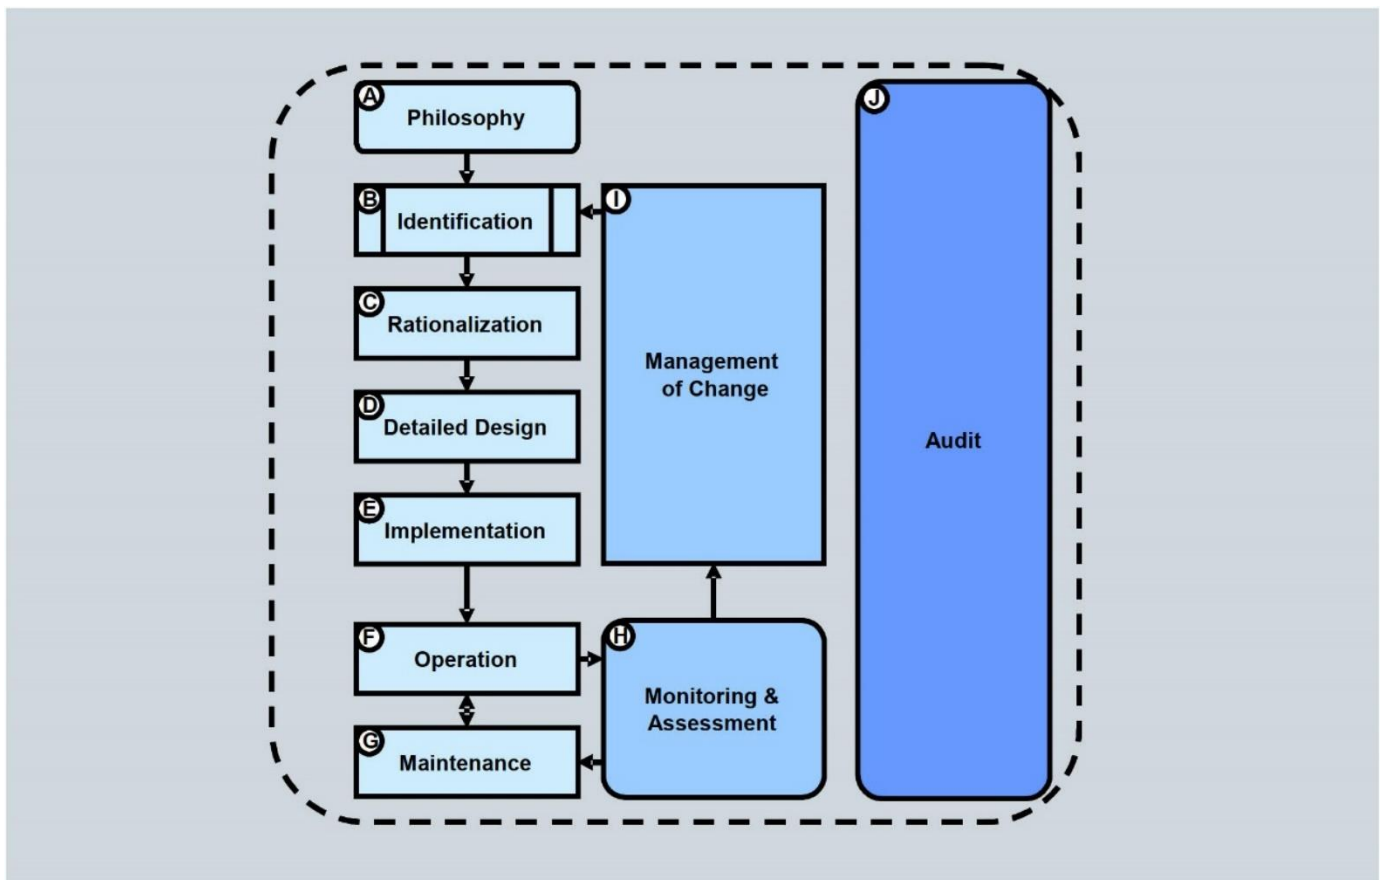 A
Philosophy
B
Identification
C
Rationalization
D
Detailed Design
E
Implementation
F
Operation
G
Maintenance
H
Monitoring &
Assessment
I
Management
of Change
J
Audit